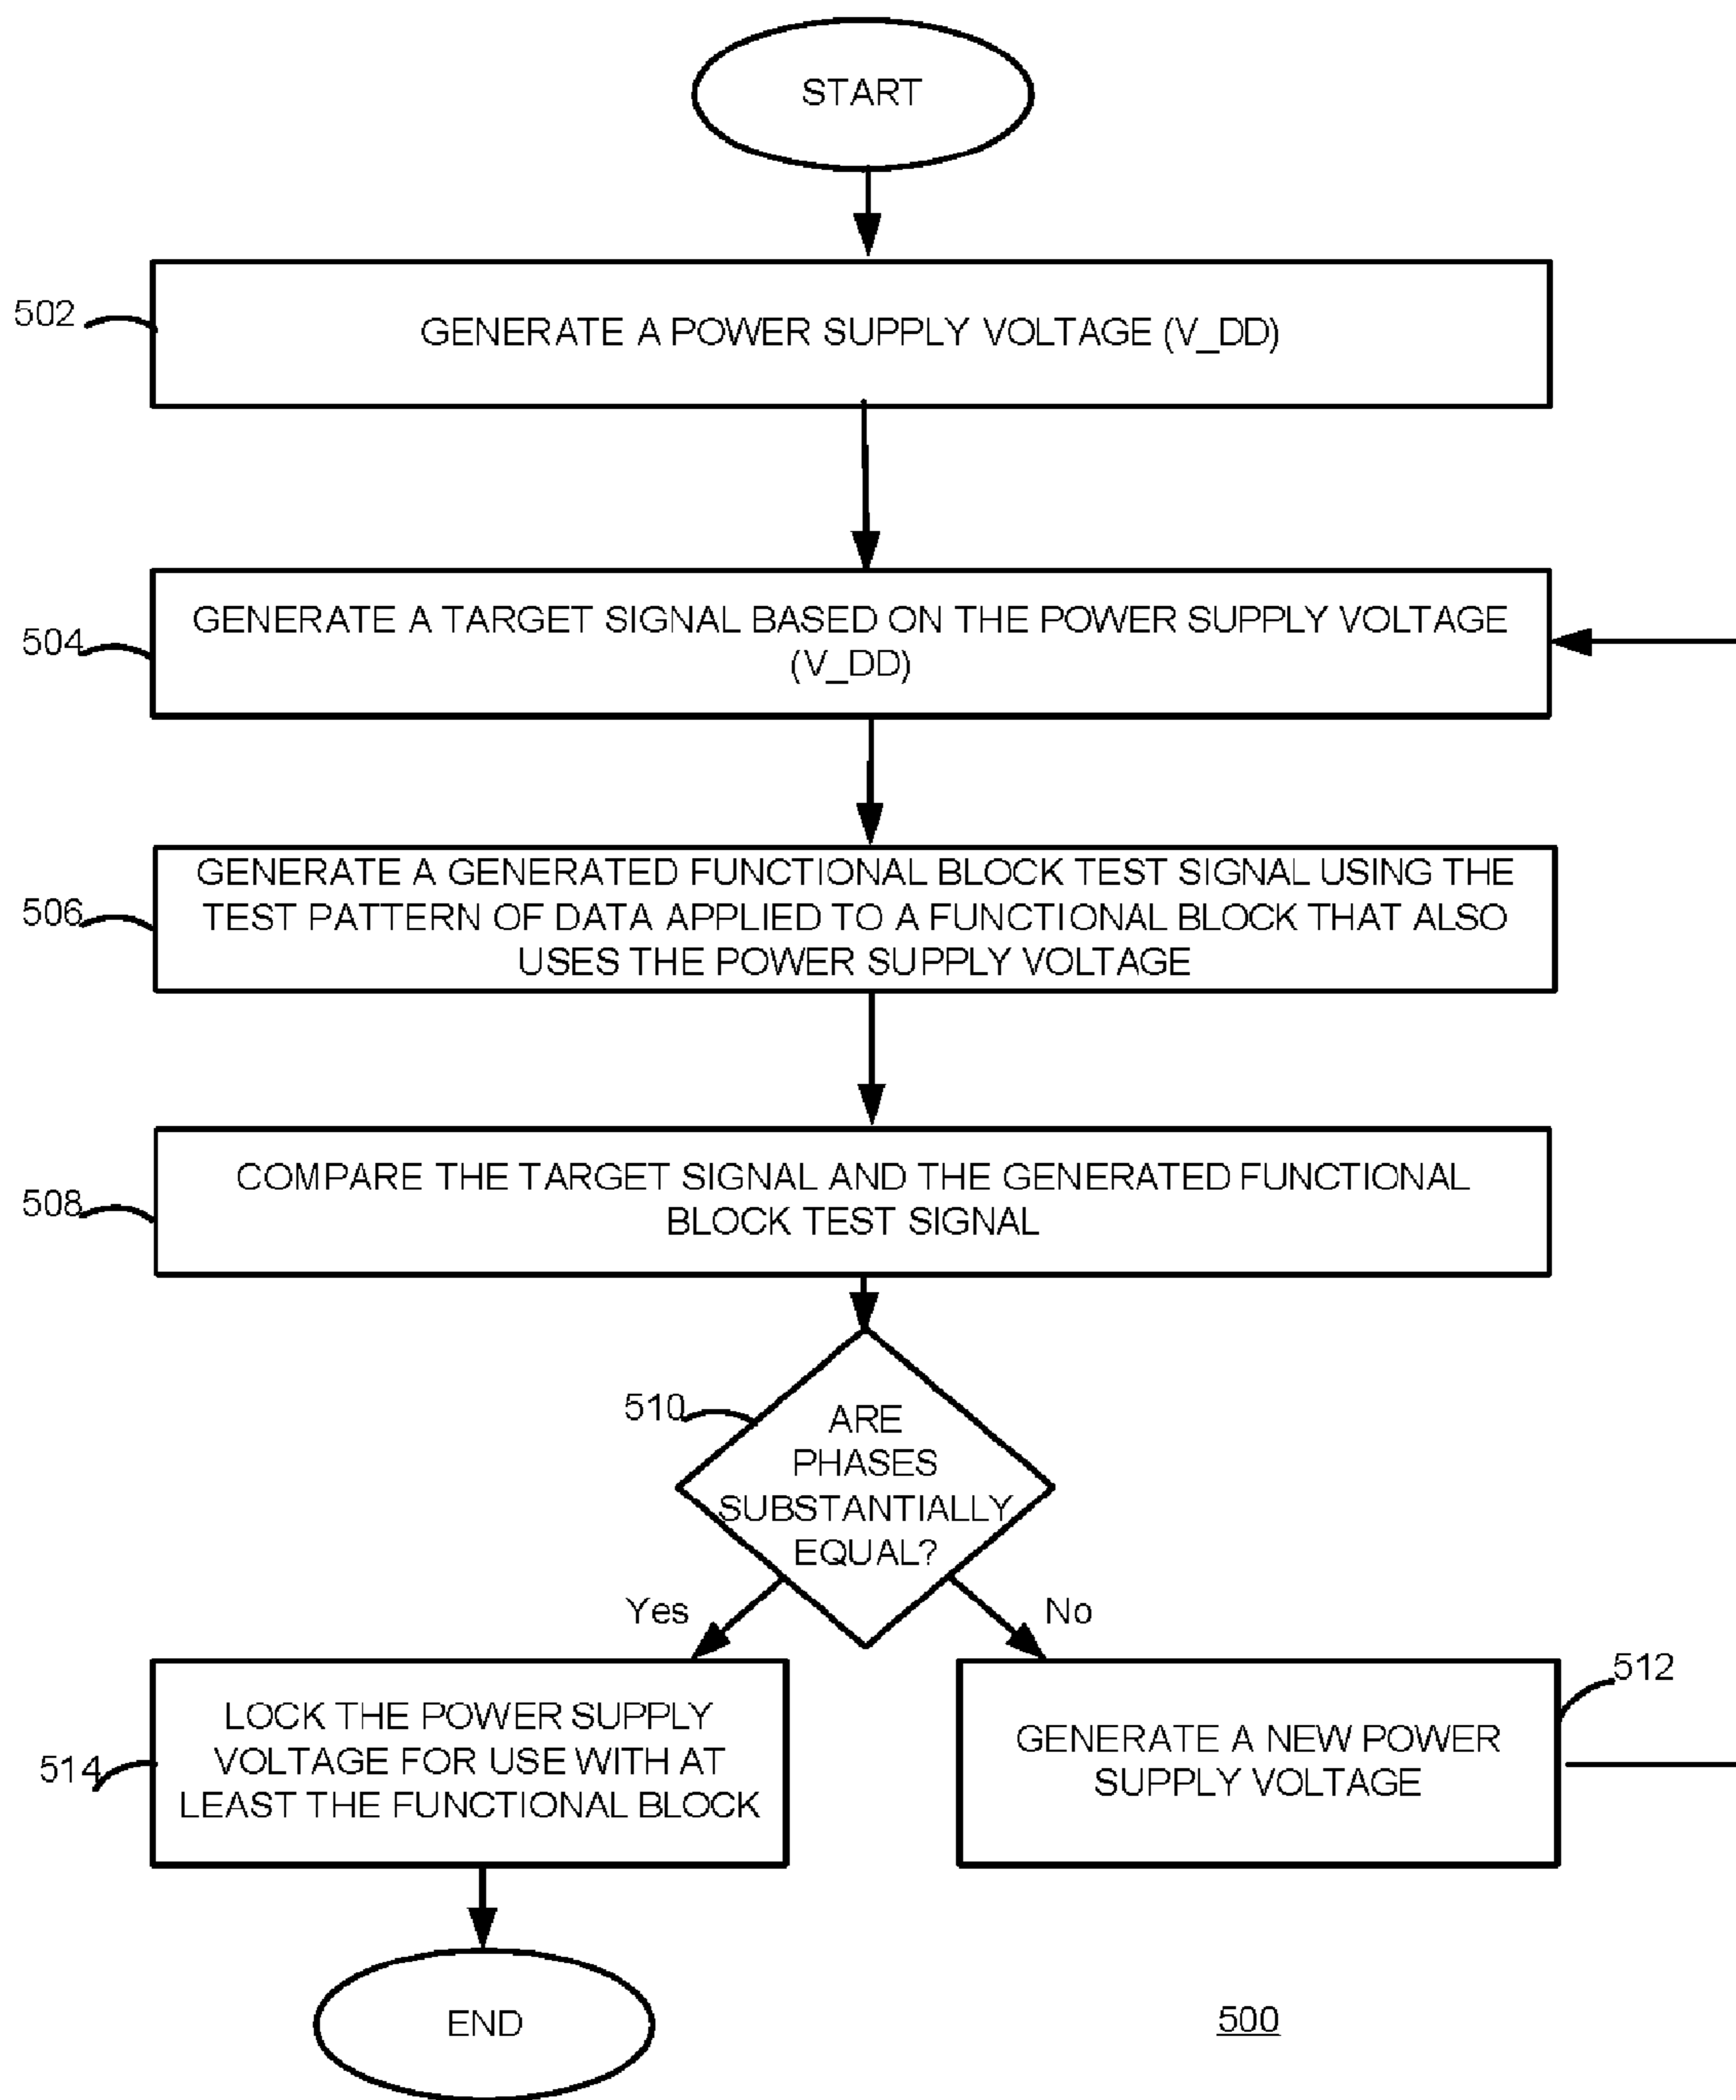 START
502
GENERATE A POWER SUPPLY VOLTAGE (V_DD)
504
GENERATE A TARGET SIGNAL BASED ON THE POWER SUPPLY VOLTAGE
(V_DD)
506
GENERATE A GENERATED FUNCTIONAL BLOCK TEST SIGNAL USING THE
TEST PATTERN OF DATA APPLIED TO A FUNCTIONAL BLOCK THAT ALSO
USES THE POWER SUPPLY VOLTAGE
508
COMPARE THE TARGET SIGNAL AND THE GENERATED FUNCTIONAL
BLOCK TEST SIGNAL
510
ARE
PHASES
SUBSTANTIALLY
EQUAL?
Yes
No
514
LOCK THE POWER SUPPLY
VOLTAGE FOR USE WITH AT
LEAST THE FUNCTIONAL BLOCK
512
GENERATE A NEW POWER
SUPPLY VOLTAGE
END
500